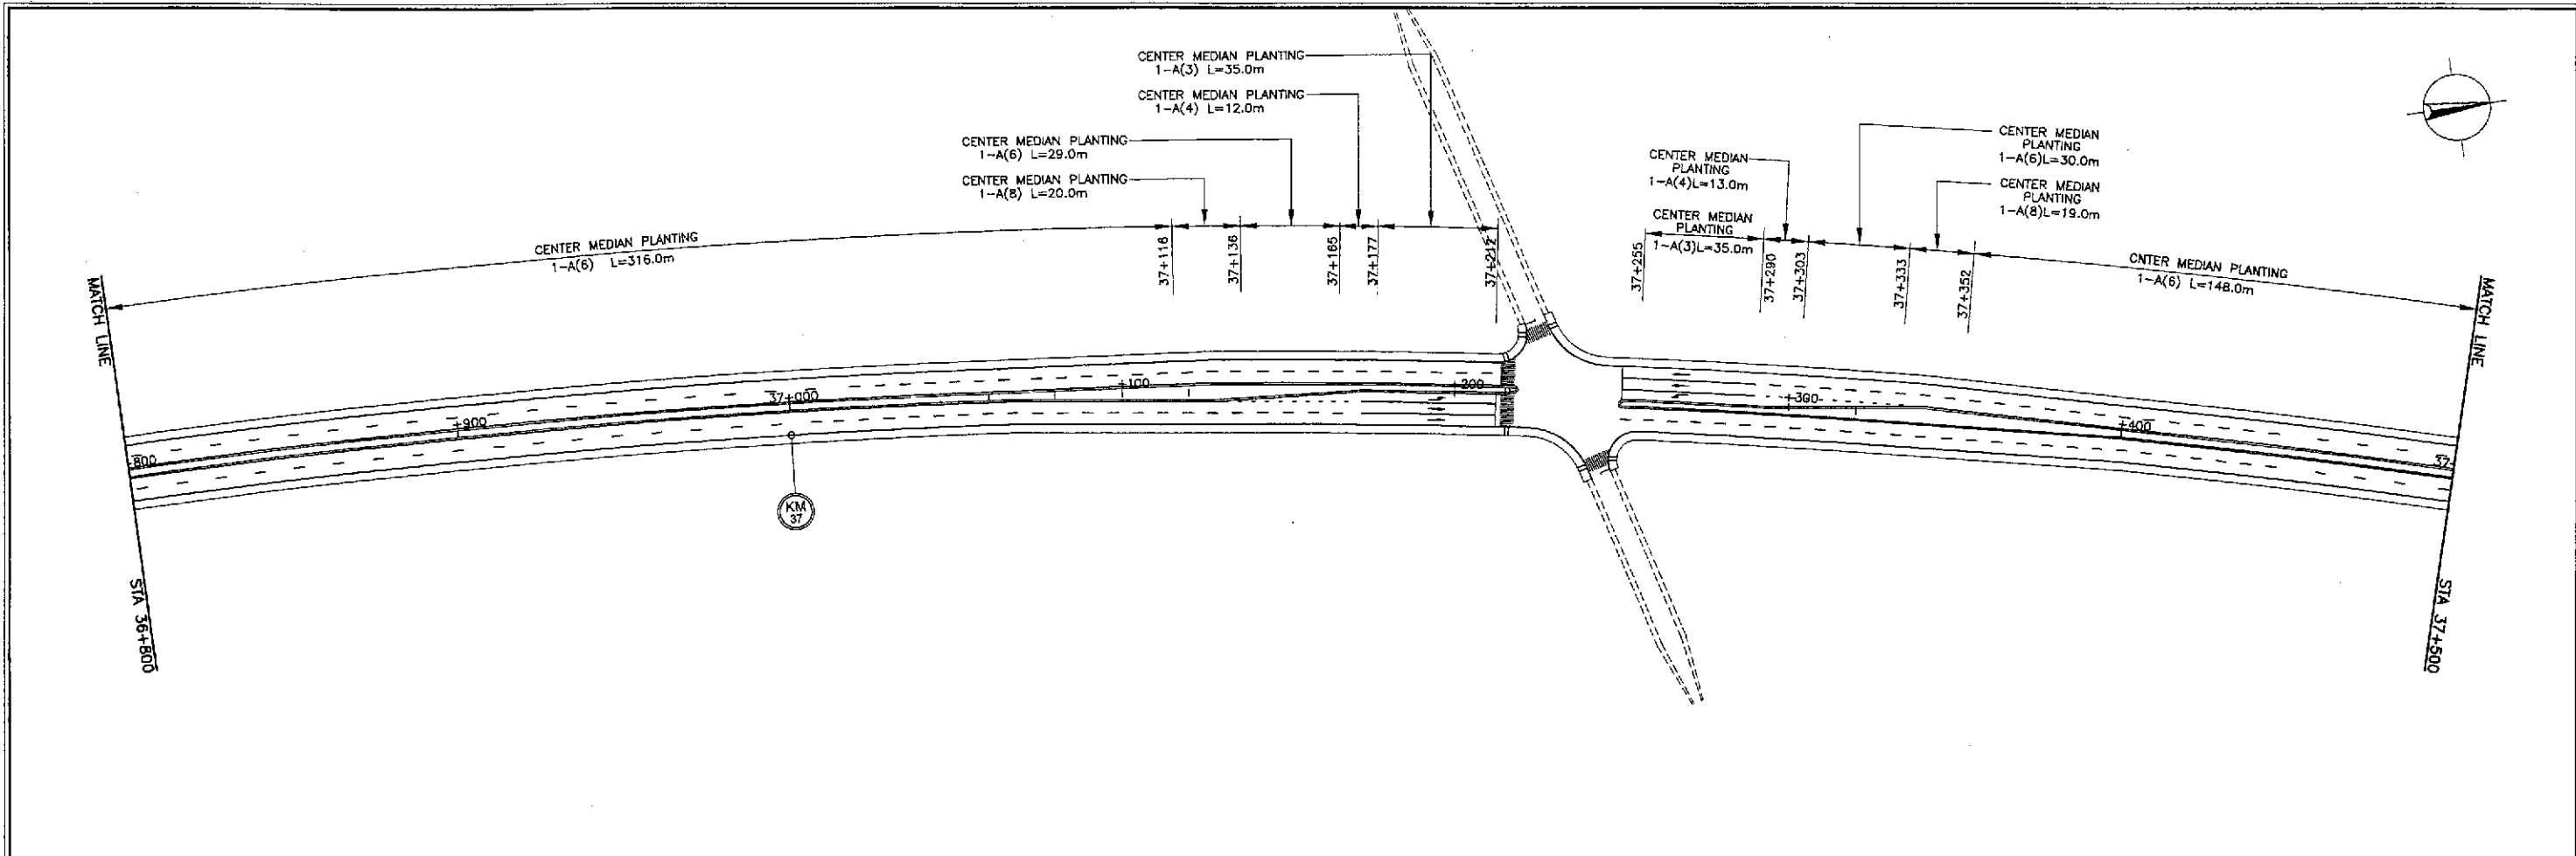 CENTER MEDIAN PLANTING
1-A(3) L=35.0m
CENTER MEDIAN PLANTING
1-A(4) L=12.0m
CENTER MEDIAN PLANTING
1-A(6) L=29.0m
CENTER MEDIAN PLANTING
1-A(8) L=20.0m
CENTER MEDIAN PLANTING
1-A(6) L=316.0m
37+116
37+136
37+165
37+177
37+212
CENTER MEDIAN
PLANTING
1-A(4)L=13.0m
CENTER MEDIAN
PLANTING
1-A(3)L=35.0m
CENTER MEDIAN
PLANTING
1-A(6)L=30.0m
CENTER MEDIAN
PLANTING
1-A(8)L=19.0m
CNTER MEDIAN PLANTING
1-A(6) L=148.0m
37+255
37+290
37+303
37+333
37+352
MATCH LINE
STA 36+800
MATCH LINE
STA 37+500
+800
+900
37+000
+100
+200
+300
+400
37
KM
37